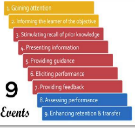 1. Gaining attention
2. Informing the learner of the objective
3. Stimulating recall of prior knowledge
4. Presenting information
5. Providing guidance
6. Eliciting performance
7. Providing feedback
8. Assessing performance
9. Enhancing retention & transfer
9
Events